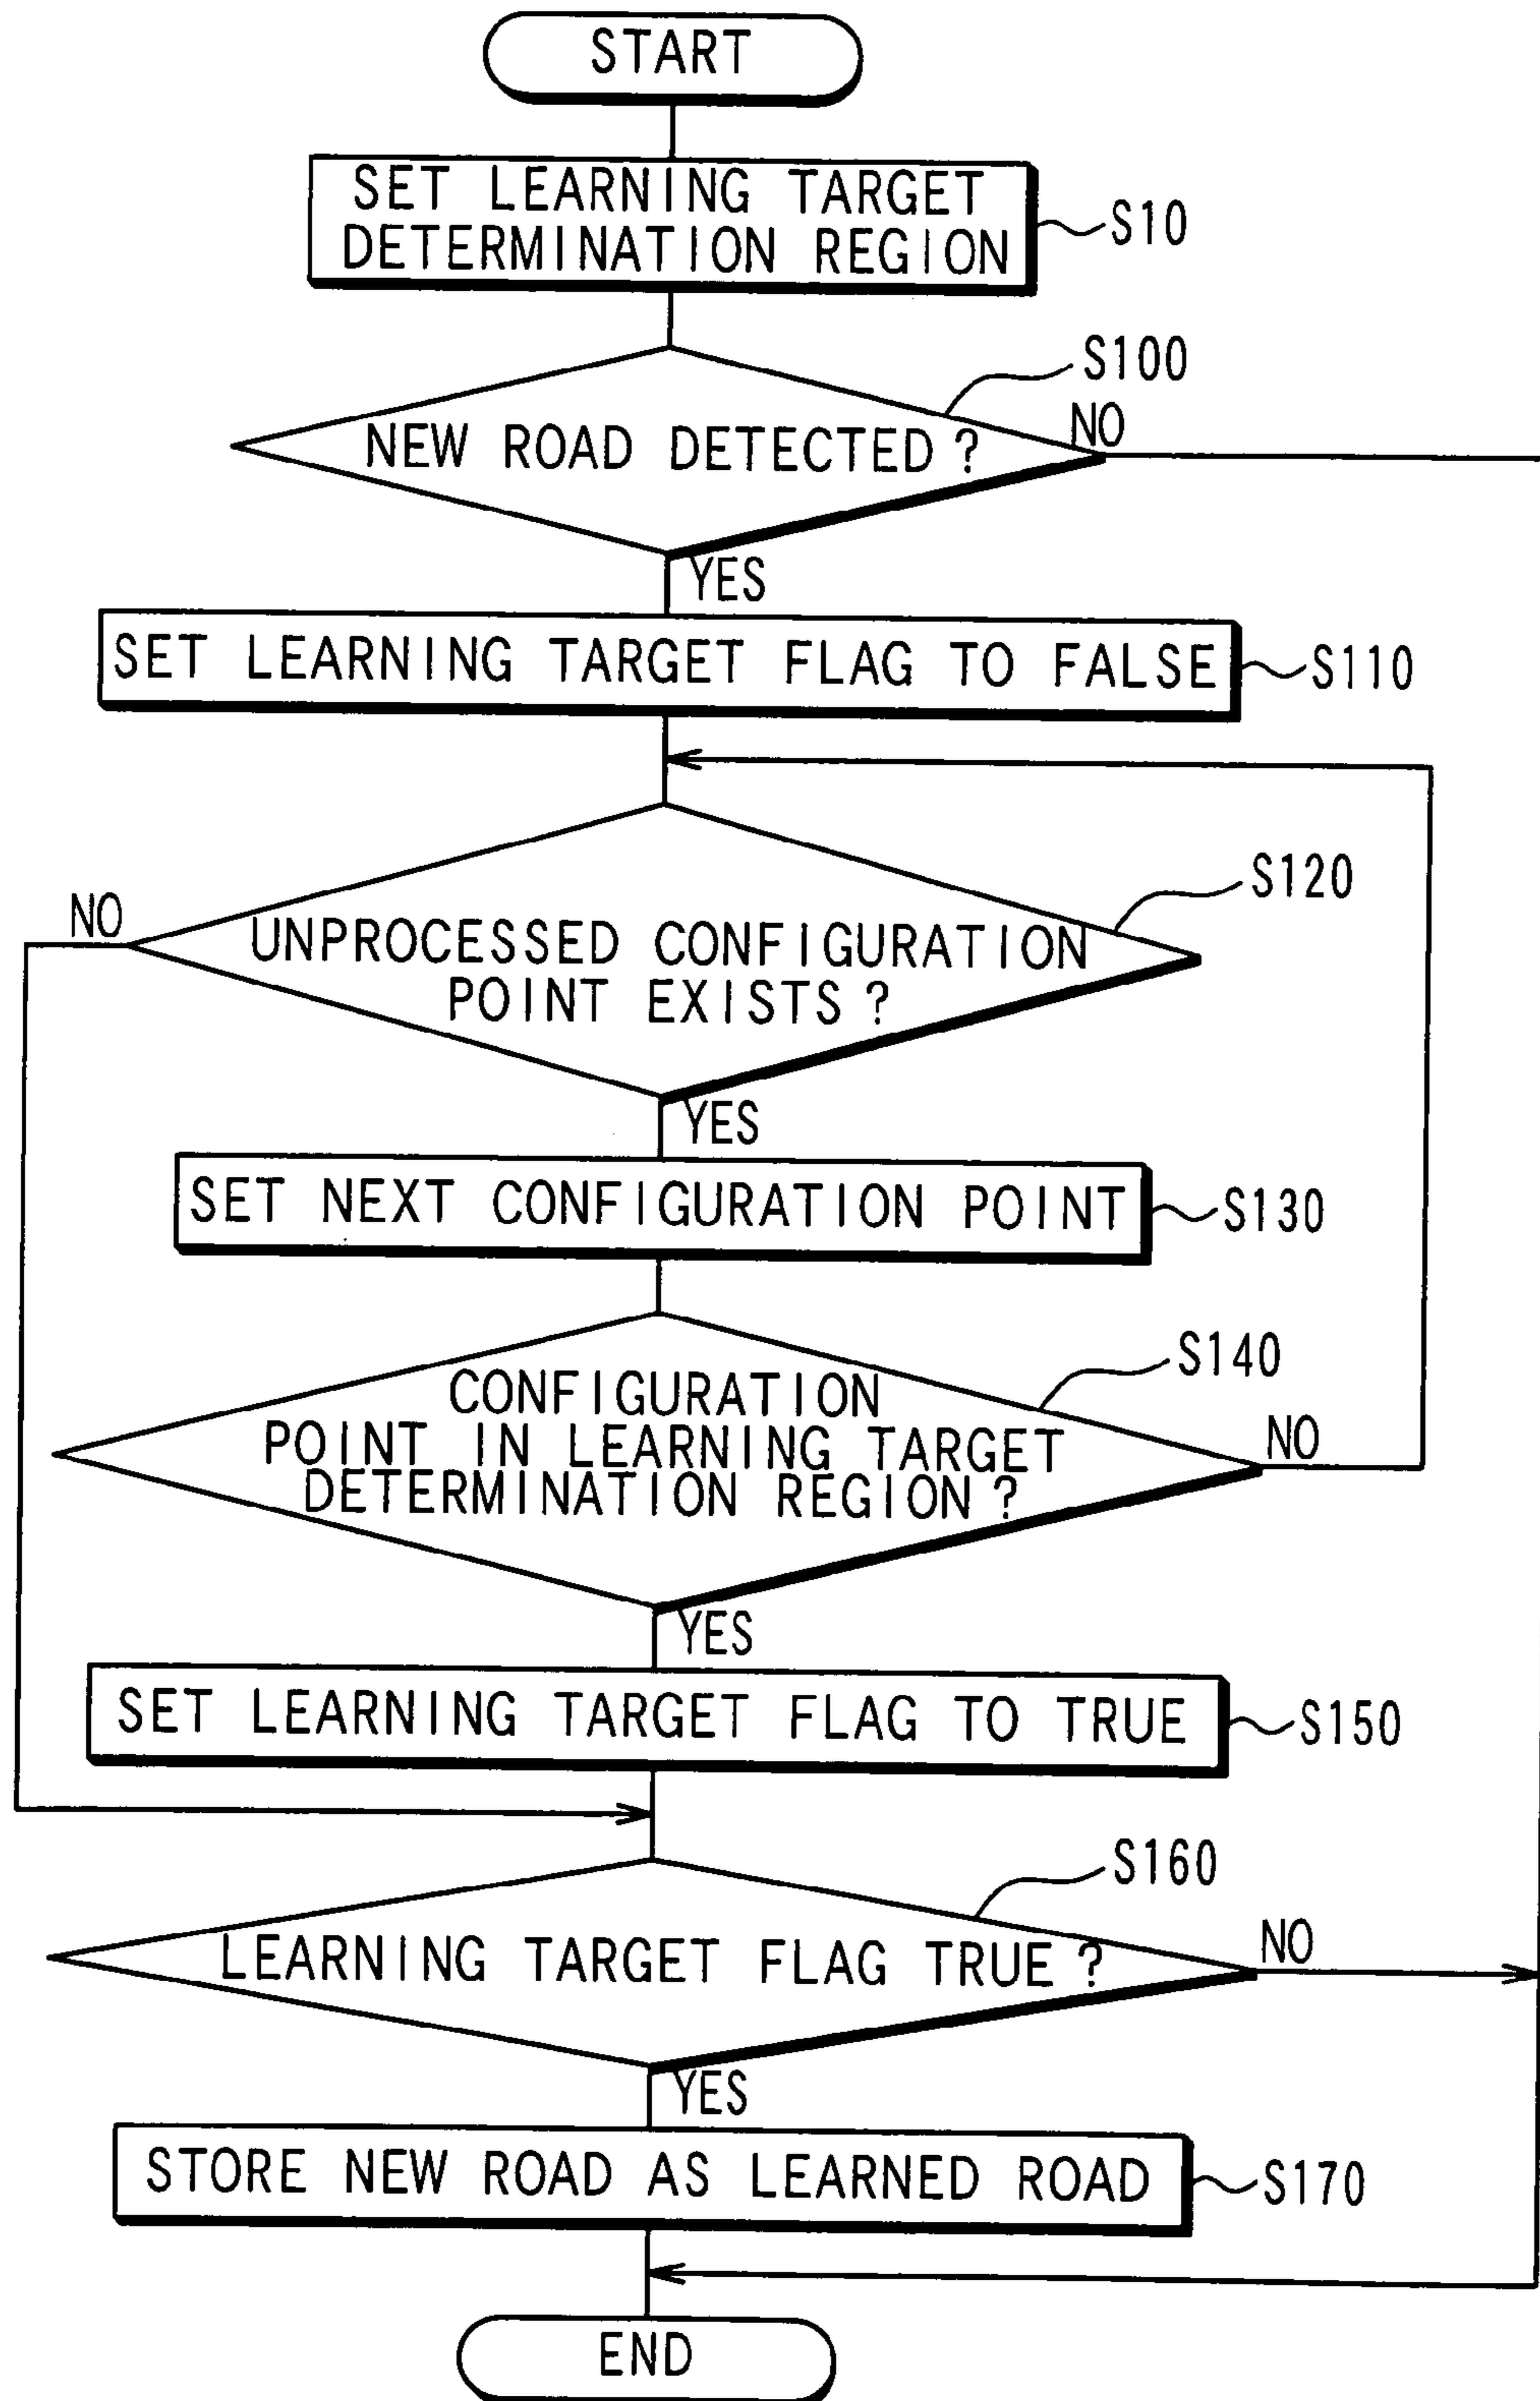 START
SET LEARNING TARGET
DETERMINATION REGION
S10
S100
NEW ROAD DETECTED ?
NO
YES
SET LEARNING TARGET FLAG TO FALSE
S110
S120
NO
UNPROCESSED CONFIGURATION
POINT EXISTS ?
YES
SET NEXT CONFIGURATION POINT
S130
S140
CONFIGURATION
POINT IN LEARNING TARGET
DETERMINATION REGION ?
NO
YES
SET LEARNING TARGET FLAG TO TRUE
S150
S160
LEARNING TARGET FLAG TRUE ?
NO
YES
STORE NEW ROAD AS LEARNED ROAD
S170
END